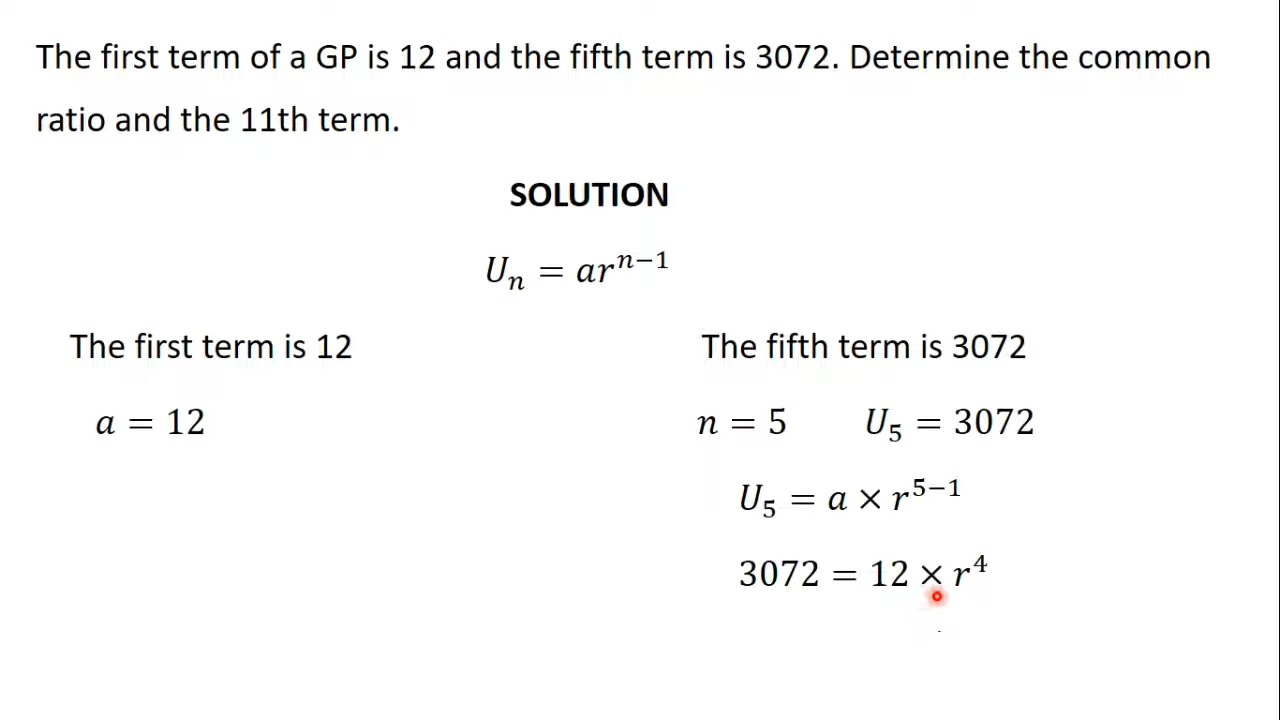 The first term of a GP is 12 and the fifth term is 3072. Determine the common
ratio and the 11th term.
SOLUTION
Uₙ = arⁿ⁻¹
The first term is 12
a = 12
The fifth term is 3072
n = 5 U₅ = 3072
U₅ = a × r⁵⁻¹
3072 = 12 × r⁴